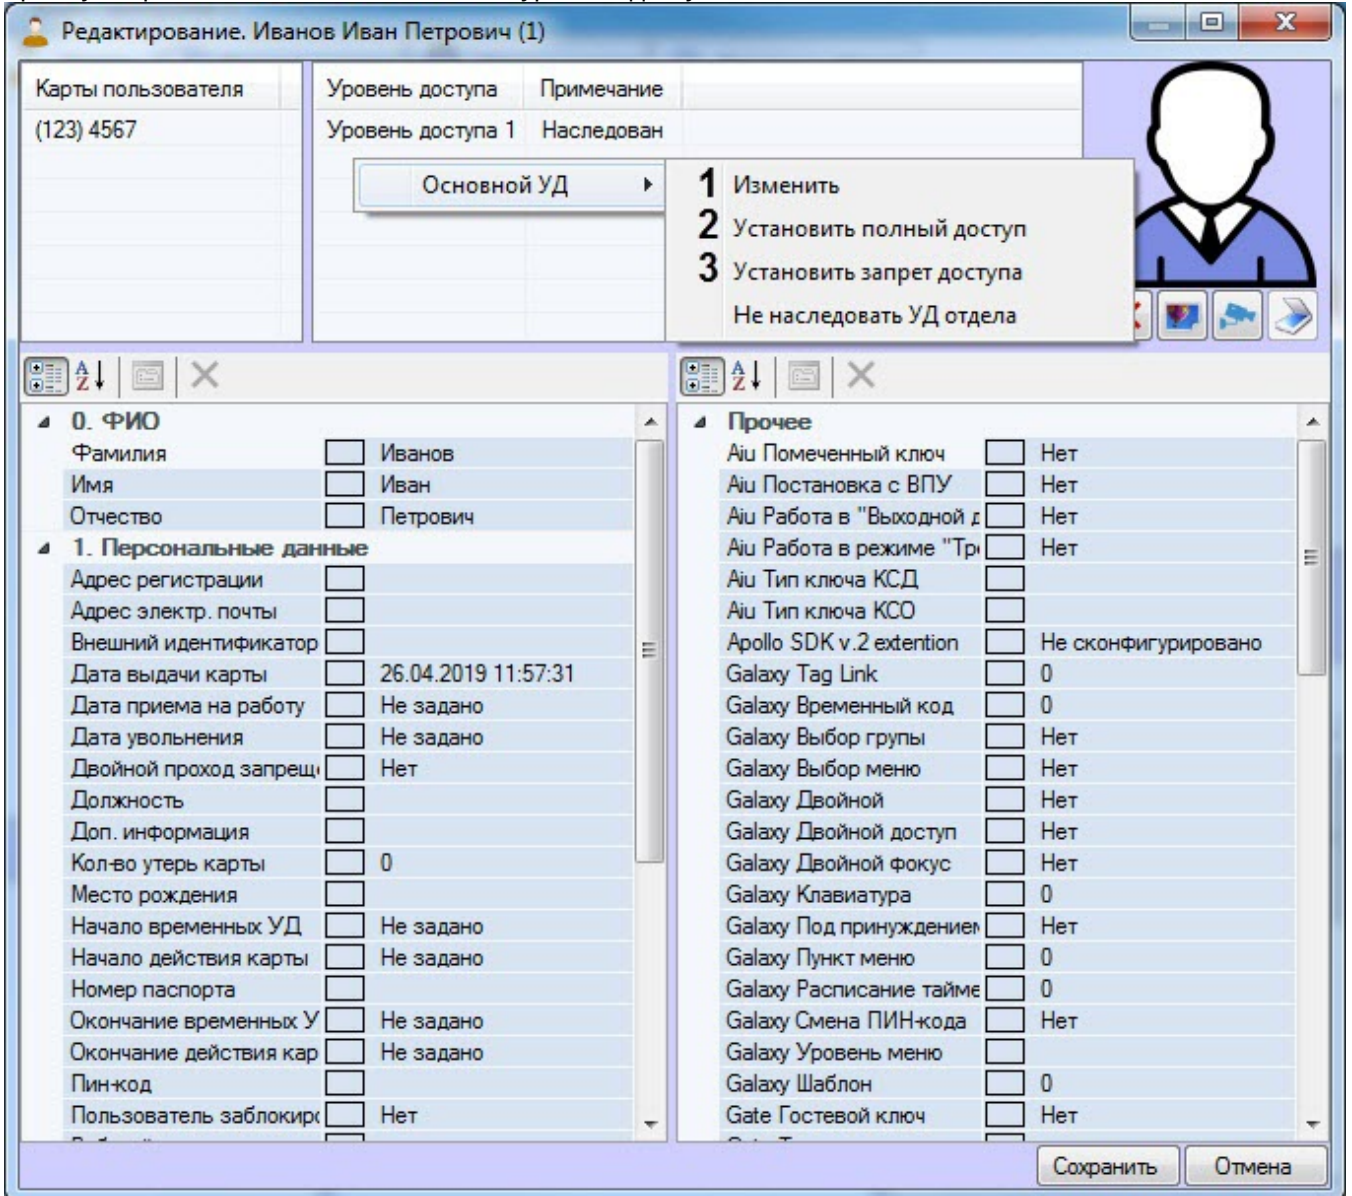 Редактирование. Иванов Иван Петрович (1)
Карты пользователя
Уровень доступа Примечание
(123) 4567
Уровень доступа 1 Наследован
Основной УД
1 Изменить
2 Установить полный доступ
3 Установить запрет доступа
Не наследовать УД отдела
0. ФИО
Фамилия Иванов
Имя Иван
Отчество Петрович
1. Персональные данные
Адрес регистрации
Адрес электр. почты
Внешний идентификатор
Дата выдачи карты 26.04.2019 11:57:31
Дата приема на работу Не задано
Дата увольнения Не задано
Двойной проход запрещ Нет
Должность
Доп. информация
Кол-во утерь карты 0
Место рождения
Начало временных УД Не задано
Начало действия карты Не задано
Номер паспорта
Окончание временных У Не задано
Окончание действия кар Не задано
Пин-код
Пользователь заблокиро Нет
Прочее
Aiu Помеченный ключ Нет
Aiu Постановка с ВПУ Нет
Aiu Работа в "Выходной д Нет
Aiu Работа в режиме "Тре Нет
Aiu Тип ключа КСД
Aiu Тип ключа КСО
Apollo SDK v.2 extention Не сконфигурировано
Galaxy Tag Link 0
Galaxy Временный код 0
Galaxy Выбор групы Нет
Galaxy Выбор меню Нет
Galaxy Двойной Нет
Galaxy Двойной доступ Нет
Galaxy Двойной фокус Нет
Galaxy Клавиатура 0
Galaxy Под принуждением Нет
Galaxy Пункт меню 0
Galaxy Расписание тайме 0
Galaxy Смена ПИН-кода Нет
Galaxy Уровень меню
Galaxy Шаблон 0
Gate Гостевой ключ Нет
Сохранить Отмена